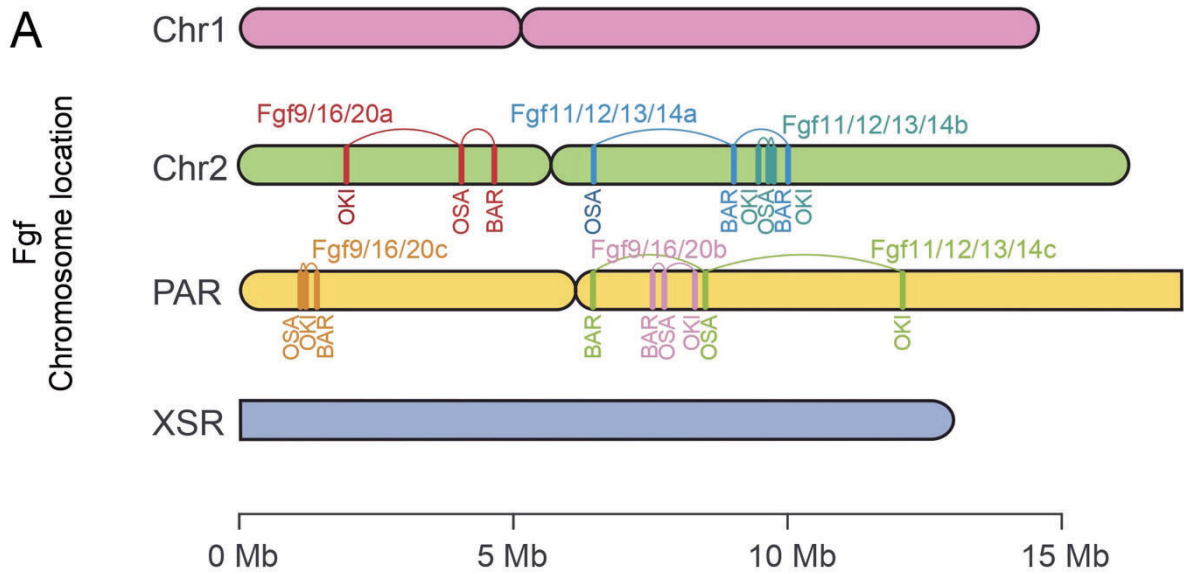 A
Fgf
Chromosome location
Chr1
Fgf9/16/20a
Fgf11/12/13/14a
Fgf11/12/13/14b
Chr2
OKI
OSA
BAR
OSA
BAR
OKI
OSA
BAR
OKI
Fgf9/16/20c
Fgf9/16/20b
Fgf11/12/13/14c
PAR
OSA
OKI
BAR
BAR
BAR
OSA
OKI
OSA
OKI
XSR
0 Mb
5 Mb
10 Mb
15 Mb